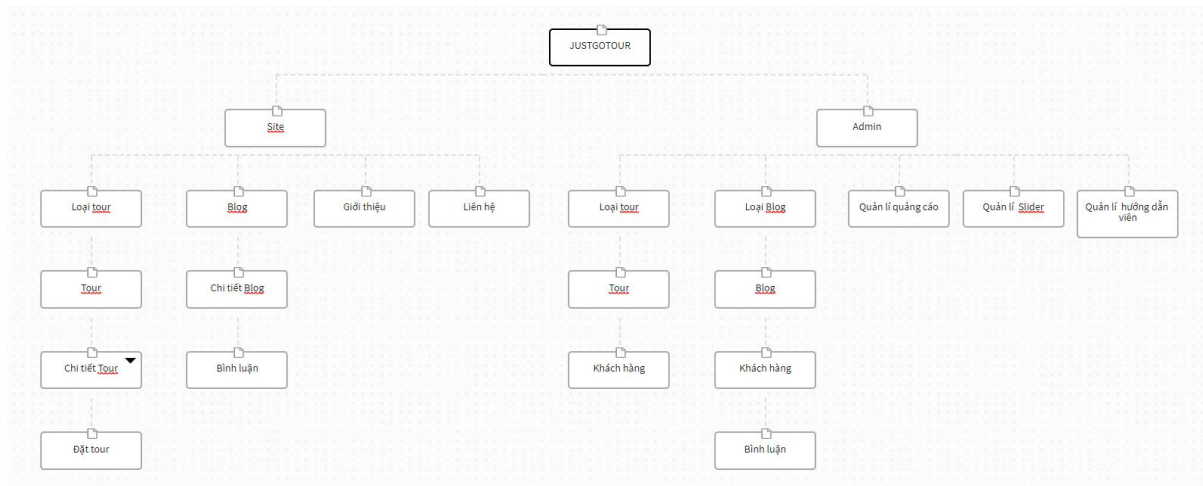 JUSTGOTOUR
Site
Admin
Loại tour
Blog
Giới thiệu
Liên hệ
Loại tour
Loại Blog
Quản lí quảng cáo
Quản lí Slider
Quản lí hướng dẫn
viên
Tour
Chi tiết Blog
Tour
Blog
Chi tiết Tour
Bình luận
Khách hàng
Khách hàng
Đặt tour
Bình luận